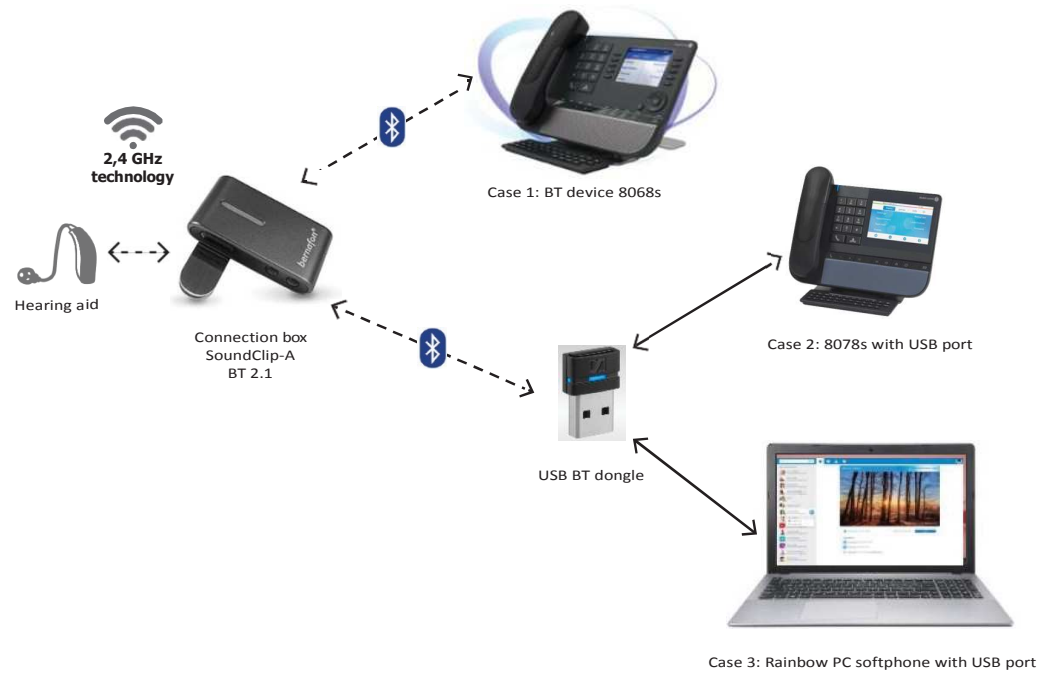 2,4 GHz
technology
Case 1: BT device 8068s
bernafon®
Hearing aid
Connection box
SoundClip-A
BT 2.1
Case 2: 8078s with USB port
USB BT dongle
Case 3: Rainbow PC softphone with USB port